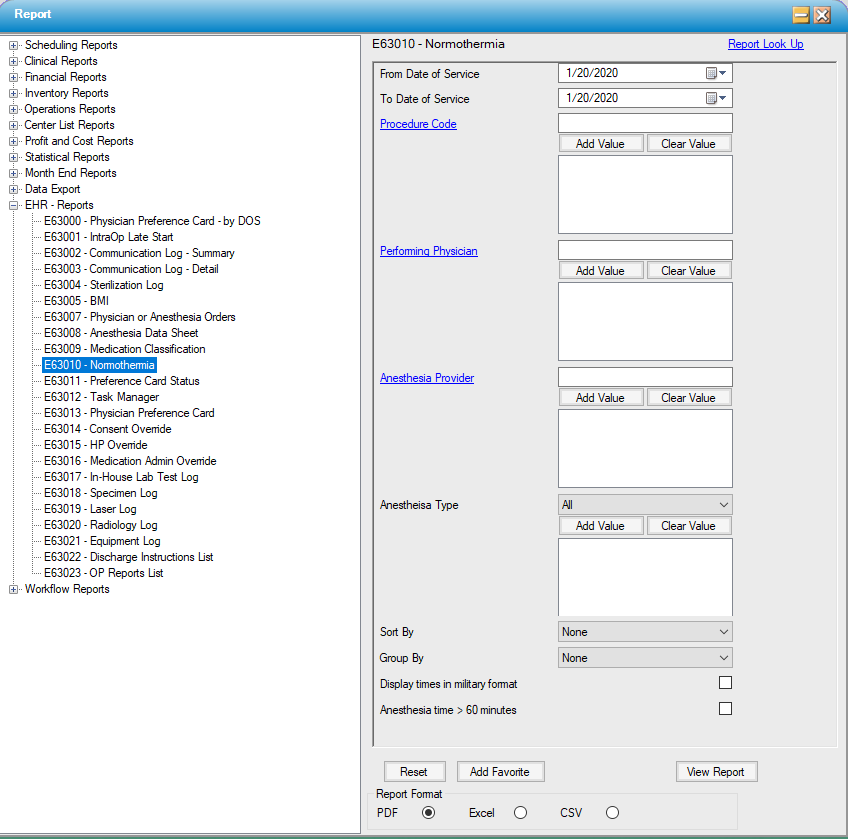 Report
Scheduling Reports
Clinical Reports
Financial Reports
Inventory Reports
Operations Reports
Center List Reports
Profit and Cost Reports
Statistical Reports
Month End Reports
Data Export
EHR - Reports
E63000 - Physician Preference Card - by DOS
E63001 - IntraOp Late Start
E63002 - Communication Log - Summary
E63003 - Communication Log - Detail
E63004 - Sterilization Log
E63005 - BMI
E63007 - Physician or Anesthesia Orders
E63008 - Anesthesia Data Sheet
E63009 - Medication Classification
E63010 - Normothermia
E63011 - Preference Card Status
E63012 - Task Manager
E63013 - Physician Preference Card
E63014 - Consent Override
E63015 - HP Override
E63016 - Medication Admin Override
E63017 - In-House Lab Test Log
E63018 - Specimen Log
E63019 - Laser Log
E63020 - Radiology Log
E63021 - Equipment Log
E63022 - Discharge Instructions List
E63023 - OP Reports List
Workflow Reports
E63010 - Normothermia Report Look Up
From Date of Service 1/20/2020
To Date of Service 1/20/2020
Procedure Code
Add Value Clear Value
Performing Physician
Add Value Clear Value
Anesthesia Provider
Add Value Clear Value
Anestheisa Type All
Add Value Clear Value
Sort By None
Group By None
Display times in military format
Anesthesia time > 60 minutes
Reset Add Favorite View Report
Report Format
PDF Excel CSV